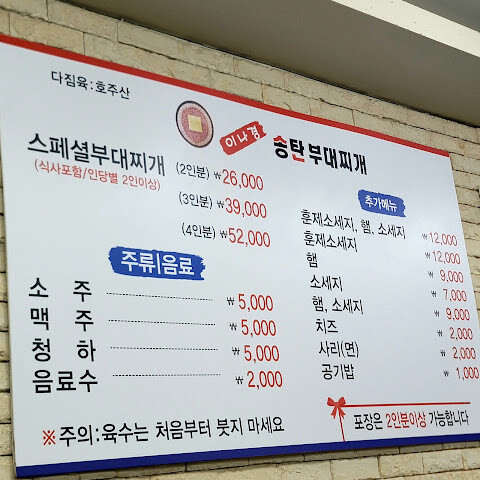 다짐육:호주산
이나경 송탄부대찌개
스페셜부대찌개 (2인분) ₩26,000
(식사포함/인당별 2인이상)
(3인분) ₩39,000
(4인분) ₩52,000
주류|음료
소 주 ₩5,000
맥 주 ₩5,000
청 하 ₩5,000
음료수 ₩2,000
추가메뉴
훈제소세지, 햄, 소세지 ₩12,000
훈제소세지 ₩12,000
햄 ₩9,000
소세지 ₩7,000
햄, 소세지 ₩9,000
치즈 ₩2,000
사리(면) ₩2,000
공기밥 ₩1,000
※주의:육수는 처음부터 붓지 마세요
포장은 2인분이상 가능합니다